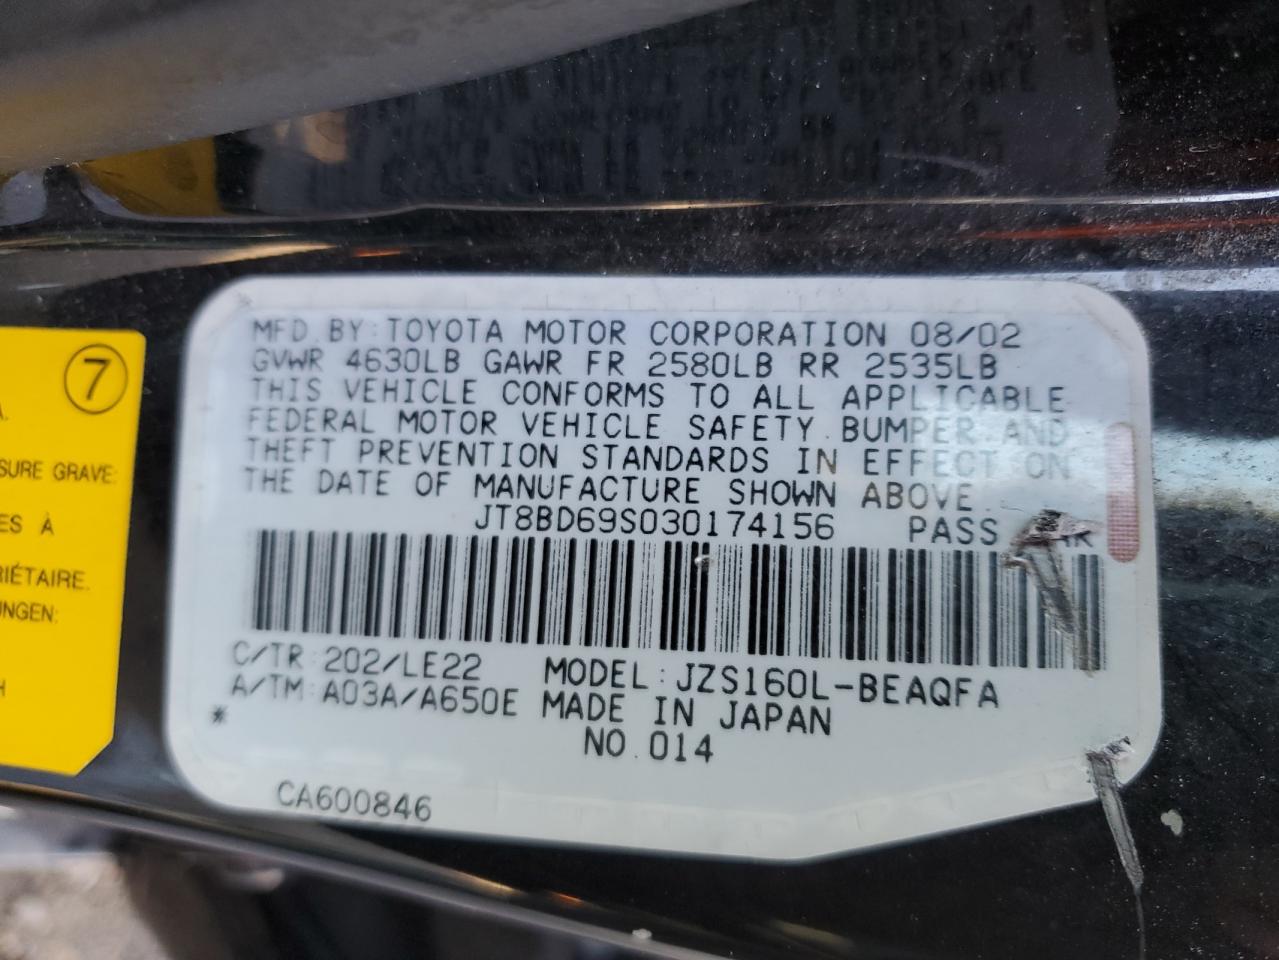 MFD. BY: TOYOTA MOTOR CORPORATION 08/02
GVWR 4630LB GAWR FR 2580LB RR 2535LB
THIS VEHICLE CONFORMS TO ALL APPLICABLE
FEDERAL MOTOR VEHICLE SAFETY. BUMPER. AND
THEFT PREVENTION STANDARDS IN EFFECT ON
THE DATE OF MANUFACTURE SHOWN ABOVE.
JT8BD69S030174156 PASS
C/TR: 202/LE22 MODEL: JZS160L-BEAQFA
A/TM: A03A/A650E MADE IN JAPAN
* NO. 014
CA600846
7
SURE GRAVE:
ES À
RIÉTAIRE.
NGEN:
H